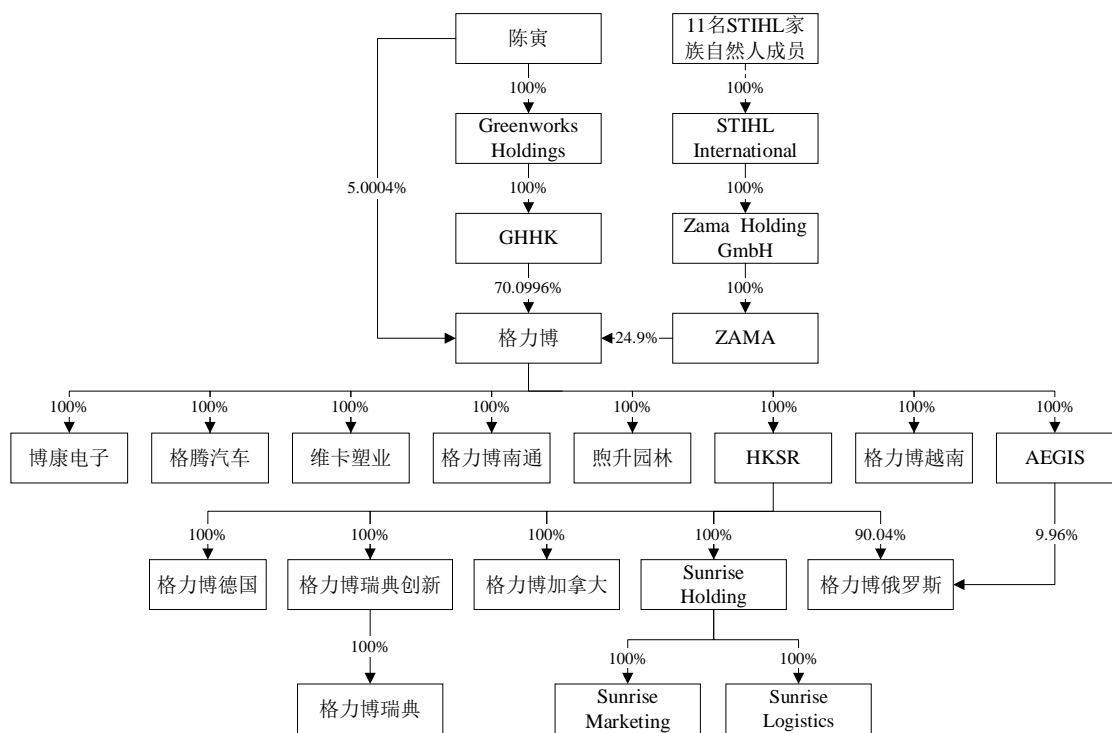 陈寅
11名STIHL家
族自然人成员
100%
100%
Greenworks
Holdings
STIHL
International
5.0004%
100%
100%
GHHK
Zama Holding
GmbH
70.0996%
100%
格力博
24.9%
ZAMA
100%
100%
100%
100%
100%
100%
100%
100%
博康电子
格腾汽车
维卡塑业
格力博南通
煦升园林
HKSR
格力博越南
AEGIS
100%
100%
100%
100%
90.04%
9.96%
格力博德国
格力博瑞典创新
格力博加拿大
Sunrise
Holding
格力博俄罗斯
100%
100%
100%
格力博瑞典
Sunrise
Marketing
Sunrise
Logistics